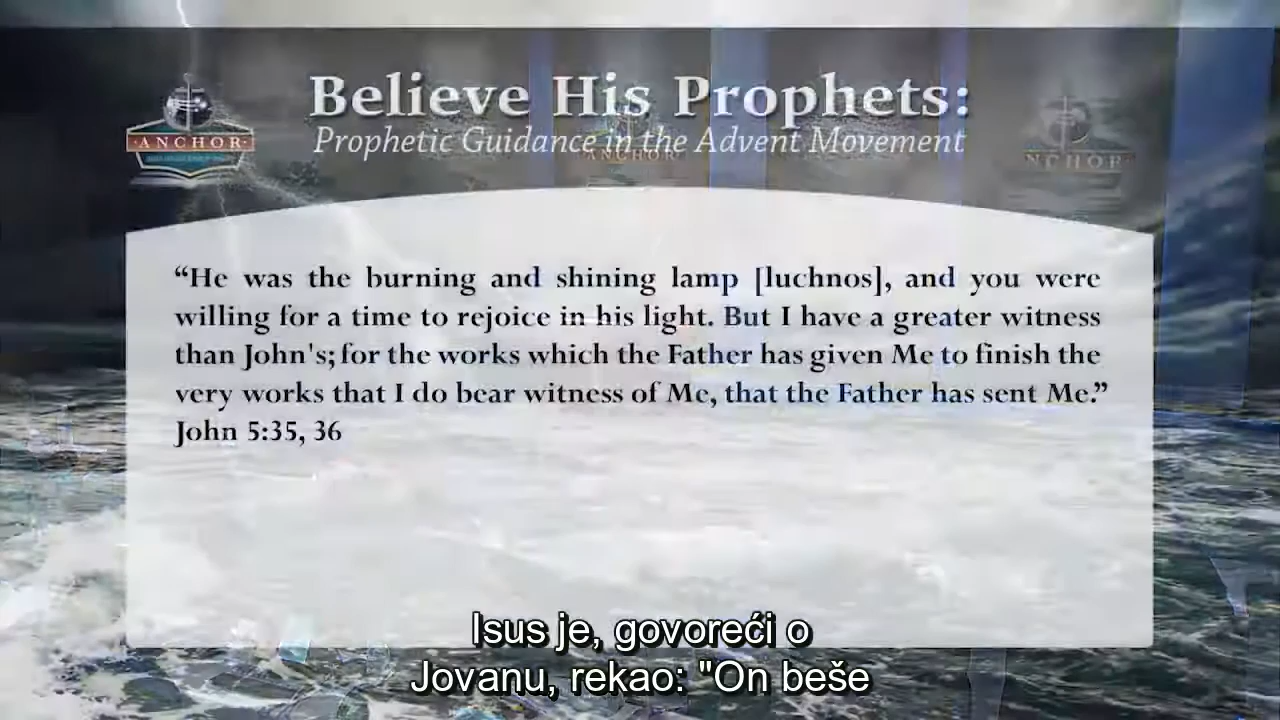 Believe His Prophets:
Prophetic Guidance in the Advent Movement
ANCHOR
ANCHOR
NCHOR
“He was the burning and shining lamp [luchnos], and you were
willing for a time to rejoice in his light. But I have a greater witness
than John's; for the works which the Father has given Me to finish the
very works that I do bear witness of Me, that the Father has sent Me.”
John 5:35, 36
Isus je, govoreći o
Jovanu, rekao: "On beše